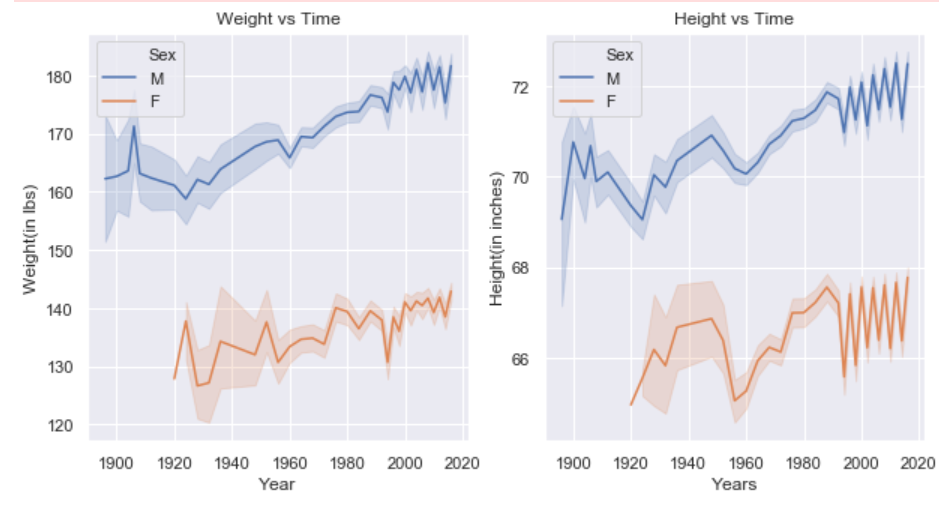 Weight vs Time
Sex
M
F
180
170
160
150
140
130
120
Weight(in lbs)
1900 1920 1940 1960 1980 2000 2020
Year
Height vs Time
Sex
M
F
72
70
68
66
Height(in inches)
1900 1920 1940 1960 1980 2000 2020
Years